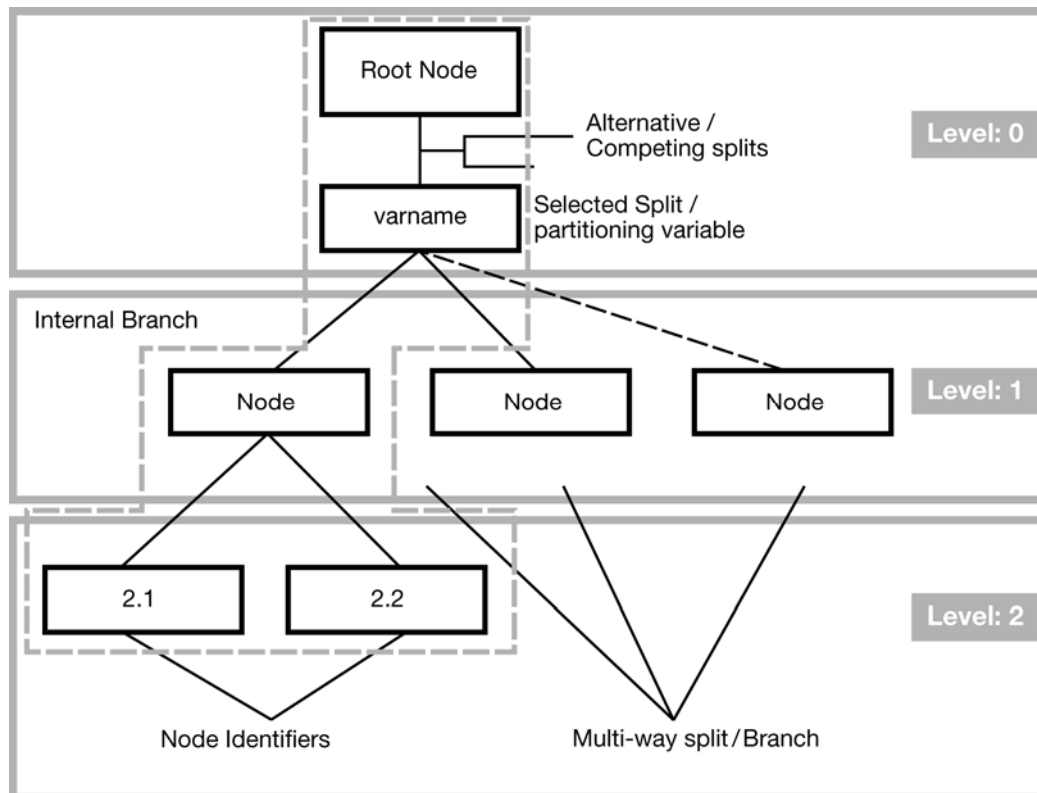 Root Node
Alternative /
Competing splits
Level: 0
varname
Selected Split /
partitioning variable
Internal Branch
Level: 1
Node
Node
Node
2.1
2.2
Level: 2
Node Identifiers
Multi-way split/Branch